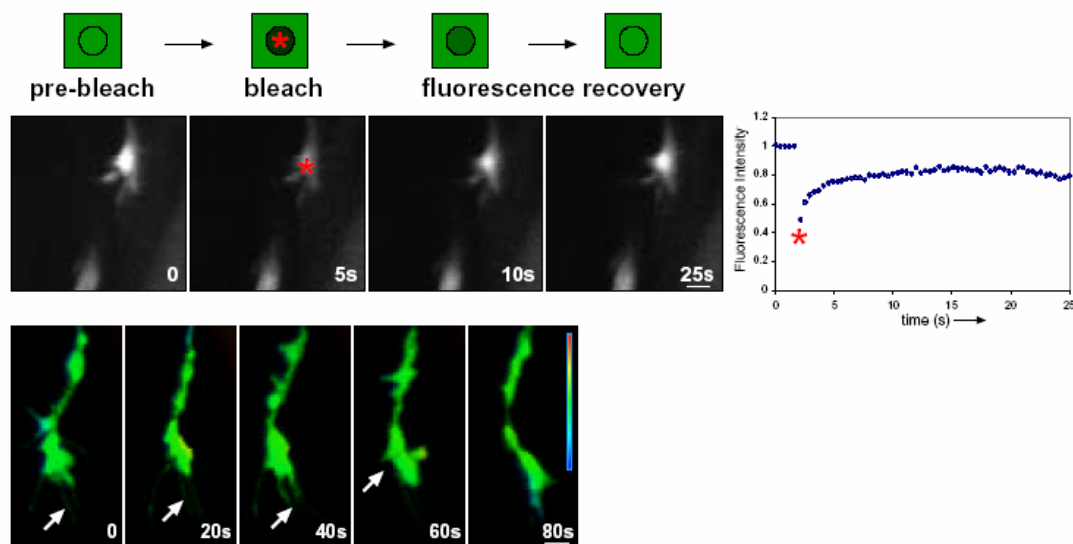 pre-bleach bleach fluorescence recovery
0 5s 10s 25s
Fluorescence Intensity
1.2
1
0.8
0.6
0.4
0.2
0
0 5 10 15 20 25
time (s)
0 20s 40s 60s 80s